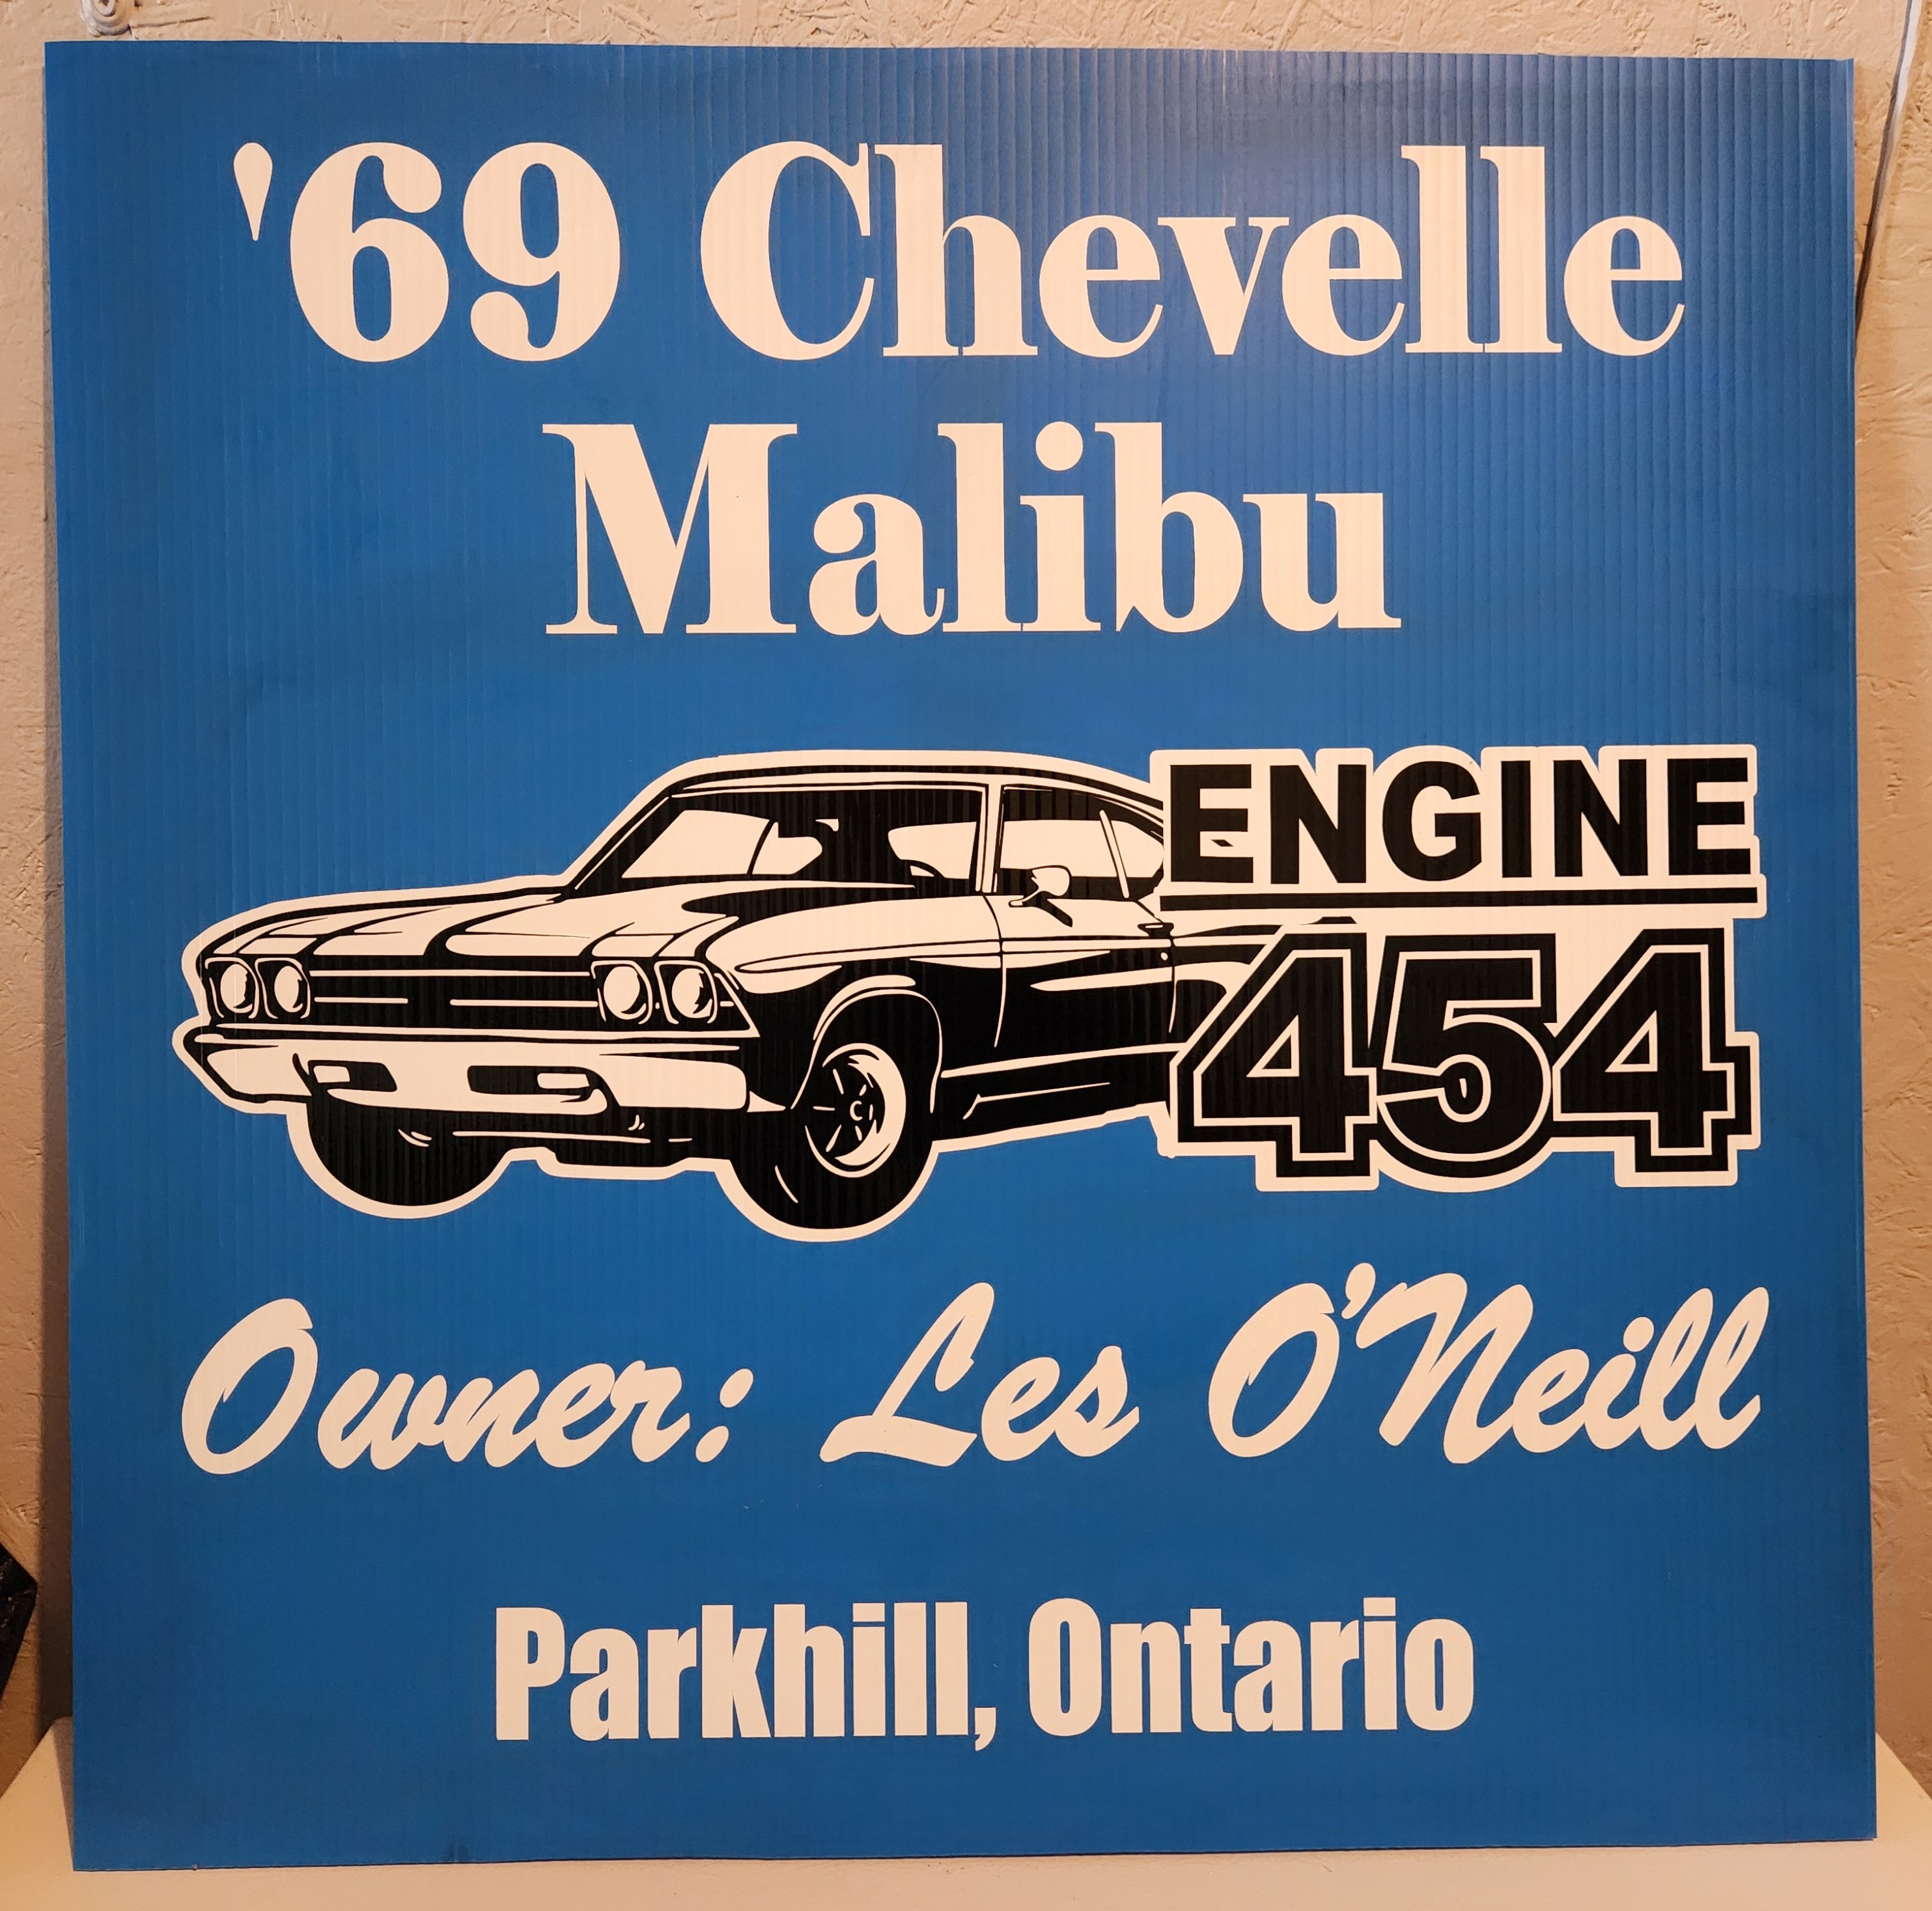 '69 Chevelle
Malibu
ENGINE
454
Owner: Les O'Neill
Parkhill, Ontario